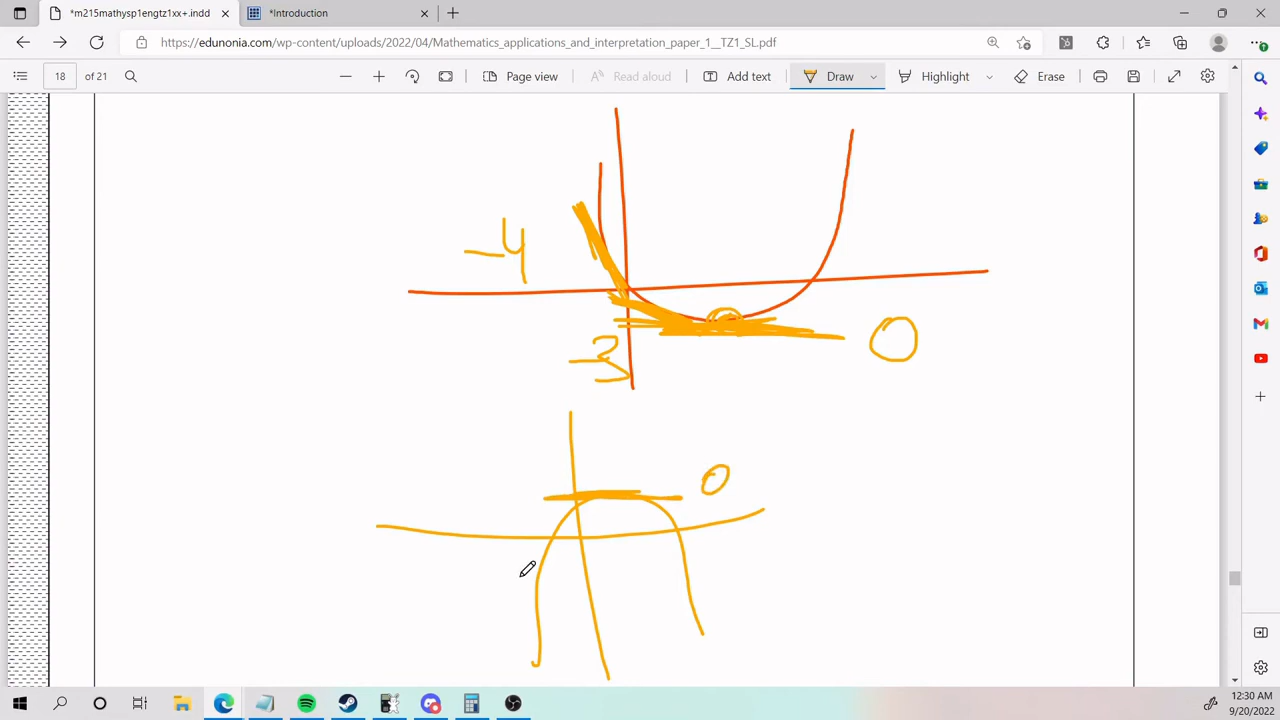 *m215mathysp1engtz1xx+.indd
*Introduction
https://edunonia.com/wp-content/uploads/2022/04/Mathematics_applications_and_interpretation_paper_1__TZ1_SL.pdf
18 of 21
Page view
Read aloud
Add text
Draw
Highlight
Erase
-4
-3
0
0
12:30 AM
9/20/2022